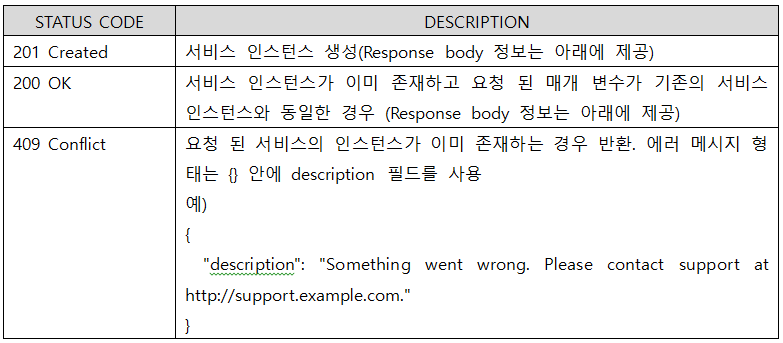 STATUS CODE DESCRIPTION
201 Created 서비스 인스턴스 생성(Response body 정보는 아래에 제공)
200 OK 서비스 인스턴스가 이미 존재하고 요청 된 매개 변수가 기존의 서비스
인스턴스와 동일한 경우 (Response body 정보는 아래에 제공)
409 Conflict 요청 된 서비스의 인스턴스가 이미 존재하는 경우 반환. 에러 메시지 형
태는 {} 안에 description 필드를 사용
예)
{
"description": "Something went wrong. Please contact support at
http://support.example.com."
}